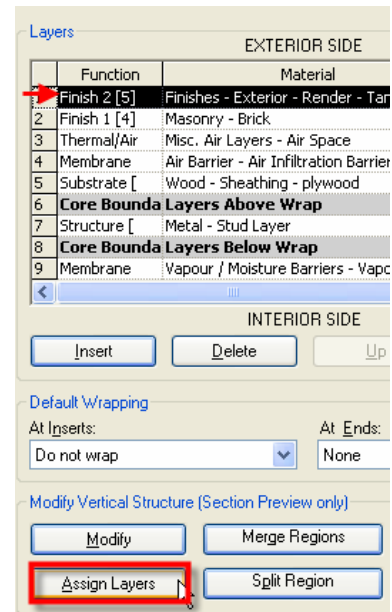 Layers
EXTERIOR SIDE
Function Material
1 Finish 2 [5] Finishes - Exterior - Render - Tan
2 Finish 1 [4] Masonry - Brick
3 Thermal/Air Misc. Air Layers - Air Space
4 Membrane Air Barrier - Air Infiltration Barrier
5 Substrate [ Wood - Sheathing - plywood
6 Core Bounda Layers Above Wrap
7 Structure [ Metal - Stud Layer
8 Core Bounda Layers Below Wrap
9 Membrane Vapour / Moisture Barriers - Vapo
INTERIOR SIDE
Insert Delete Up
Default Wrapping
At Inserts: At Ends:
Do not wrap None
Modify Vertical Structure (Section Preview only)
Modify Merge Regions
Assign Layers Split Region